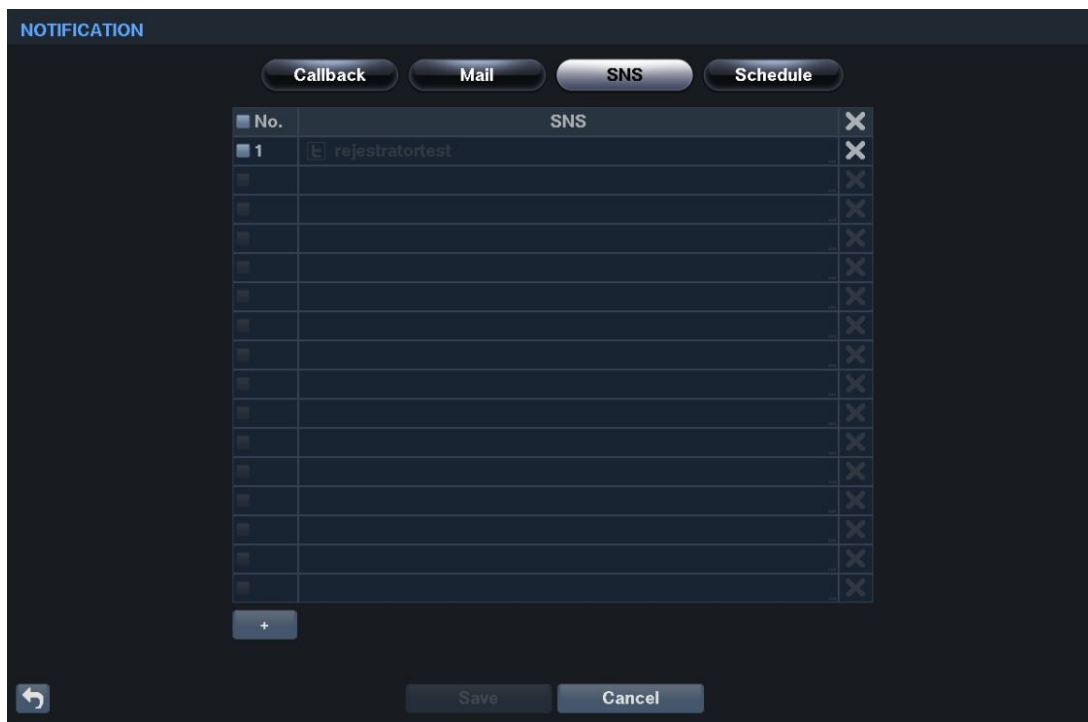 NOTIFICATION
Callback Mail SNS Schedule
No. SNS
1 rejestratortest
+
Save Cancel